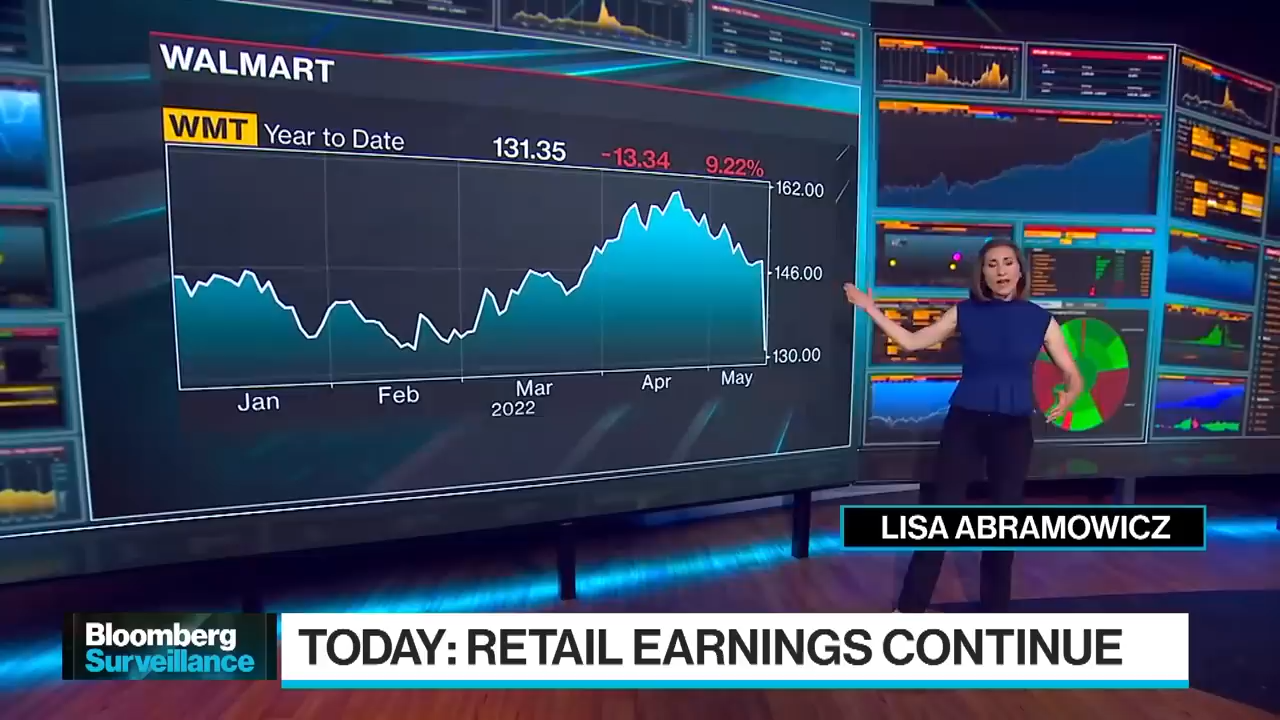 WALMART
WMT Year to Date 131.35 -13.34 9.22%
162.00
146.00
130.00
Jan Feb Mar Apr May
2022
LISA ABRAMOWICZ
Bloomberg
Surveillance
TODAY: RETAIL EARNINGS CONTINUE